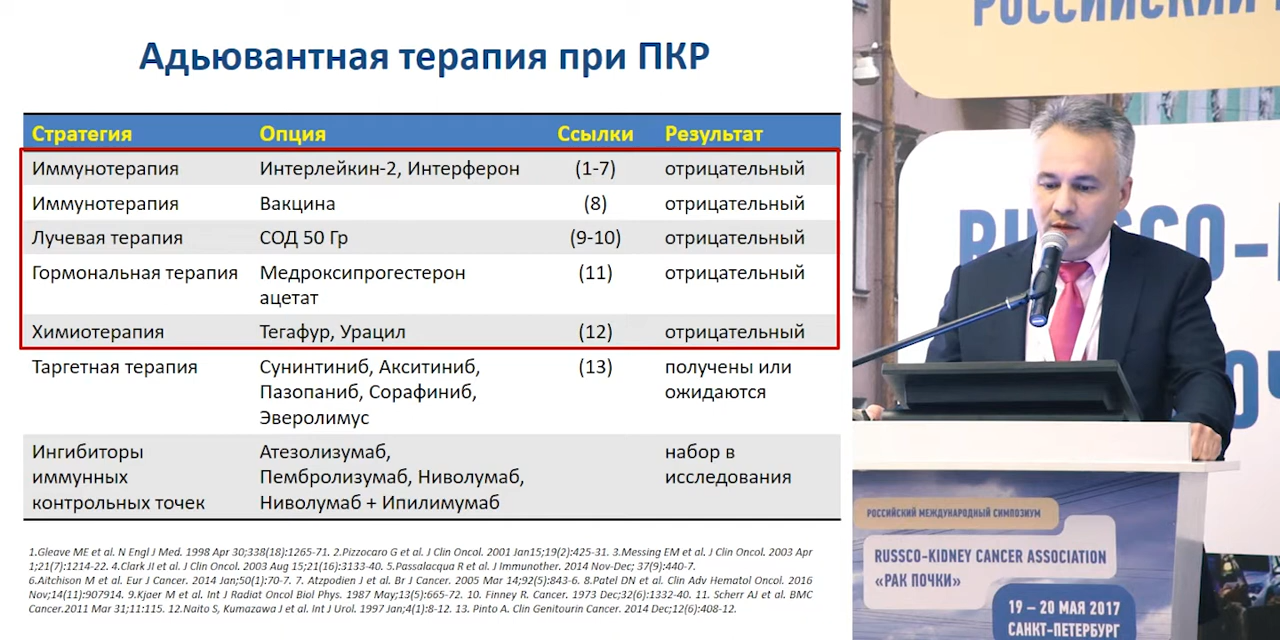 Адьювантная терапия при ПКР
Стратегия Опция Ссылки Результат
Иммунотерапия Интерлейкин-2, Интерферон (1-7) отрицательный
Иммунотерапия Вакцина (8) отрицательный
Лучевая терапия СОД 50 Гр (9-10) отрицательный
Гормональная терапия Медроксипрогестерон (11) отрицательный
ацетат
Химиотерапия Тегафур, Урацил (12) отрицательный
Таргетная терапия Сунинтиниб, Акситиниб, (13) получены или
Пазопаниб, Сорафиниб, ожидаются
Эверолимус
Ингибиторы Атезолизумаб, набор в
иммунных Пембролизумаб, Ниволумаб, исследования
контрольных точек Ниволумаб + Ипилимумаб
1.Gleave ME et al. N Engl J Med. 1998 Apr 30;338(18):1265-71. 2.Pizzocaro G et al. J Clin Oncol. 2001 Jan15;19(2):425-31. 3.Messing EM et al. J Clin Oncol. 2003 Apr
1;21(7):1214-22. 4.Clark JI et al. J Clin Oncol. 2003 Aug 15;21(16):3133-40. 5.Passalacqua R et al. J Immunother. 2014 Nov-Dec; 37(9):440-7.
6.Aitchison M et al. Eur J Cancer. 2014 Jan;50(1):70-7. 7. Atzpodien J et al. Br J Cancer. 2005 Mar 14;92(5):843-6. 8.Patel DN et al. Clin Adv Hematol Oncol. 2016
Nov;14(11):907914. 9.Kjaer M et al. Int J Radiat Oncol Biol Phys. 1987 May;13(5):665-72. 10. Finney R. Cancer. 1973 Dec;32(6):1332-40. 11. Scherr AJ et al. BMC
Cancer.2011 Mar 31;11:115. 12.Naito S, Kumazawa J et al. Int J Urol. 1997 Jan;4(1):8-12. 13. Pinto A. Clin Genitourin Cancer. 2014 Dec;12(6):408-12.
РОССИЙСКИЙ
RUSSCO-
РОССИЙСКИЙ МЕЖДУНАРОДНЫЙ СИМПОЗИУМ
RUSSCO-KIDNEY CANCER ASSOCIATION
«РАК ПОЧКИ»
19 – 20 МАЯ 2017
САНКТ-ПЕТЕРБУРГ